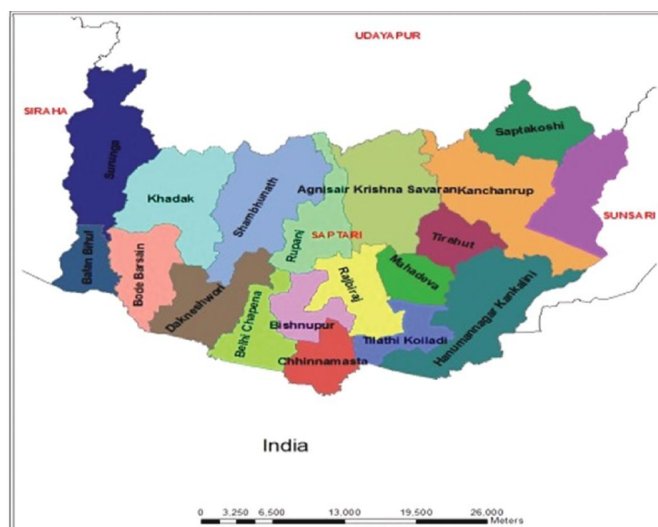 UDAYAPUR
SIRAHA
Surunga
Saptakoshi
Khadak
Shambhunath
Agnisair Krishna Savaran
Kanchanrup
SUNSARI
Rupani
SAPTARI
Tirahut
Balan Bihul
Bode Barsain
Dakneshwori
Belhi Chapena
Rajbiraj
Mahadeva
Hanumannagar Kankalini
Bishnupur
Tilathi Koiladi
Chhinnamasta
India
0 3,250 6,500 13,000 19,500 26,000
Meters